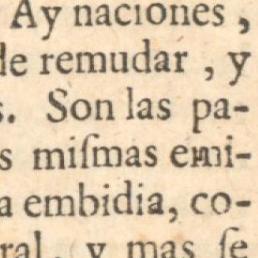 Ay naciones,
de remudar, y
s. Son las pa-
s miſmas emi-
a embidia, co-
ral, y mas ſe